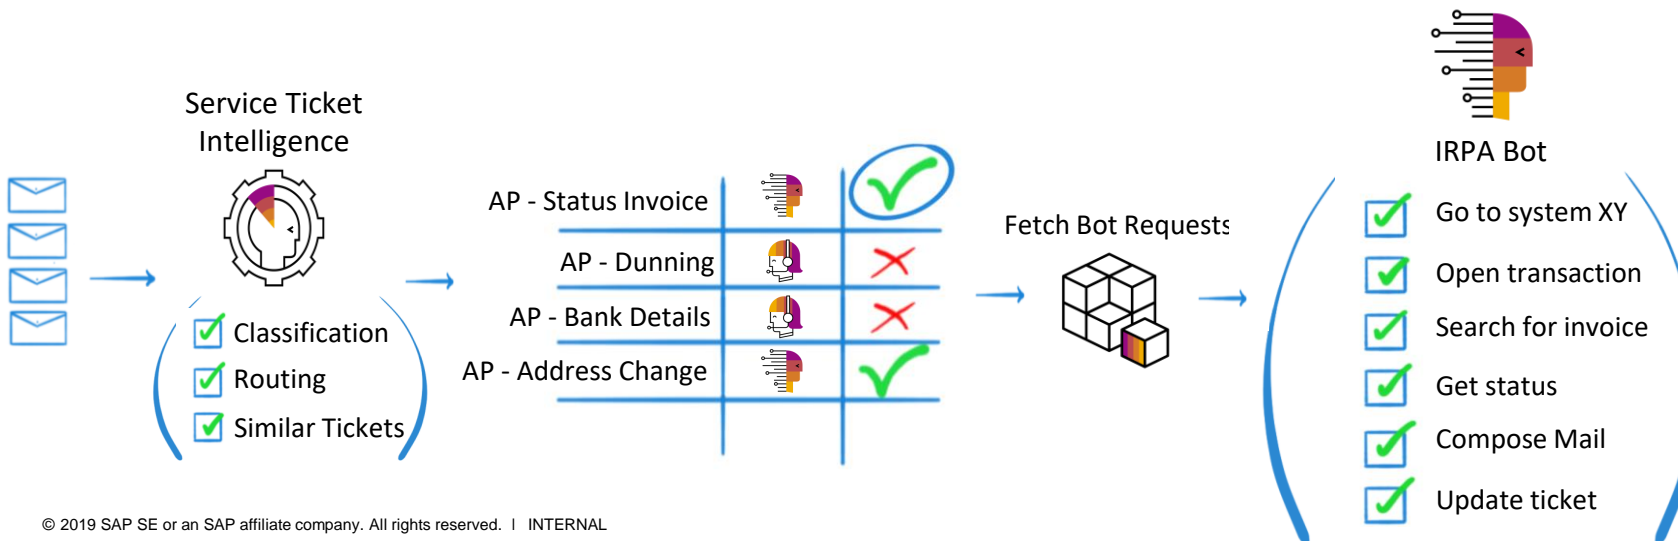 Service Ticket
Intelligence
Classification
Routing
Similar Tickets
AP - Status Invoice
AP - Dunning
AP - Bank Details
AP - Address Change
Fetch Bot Requests
IRPA Bot
Go to system XY
Open transaction
Search for invoice
Get status
Compose Mail
Update ticket
© 2019 SAP SE or an SAP affiliate company. All rights reserved. | INTERNAL